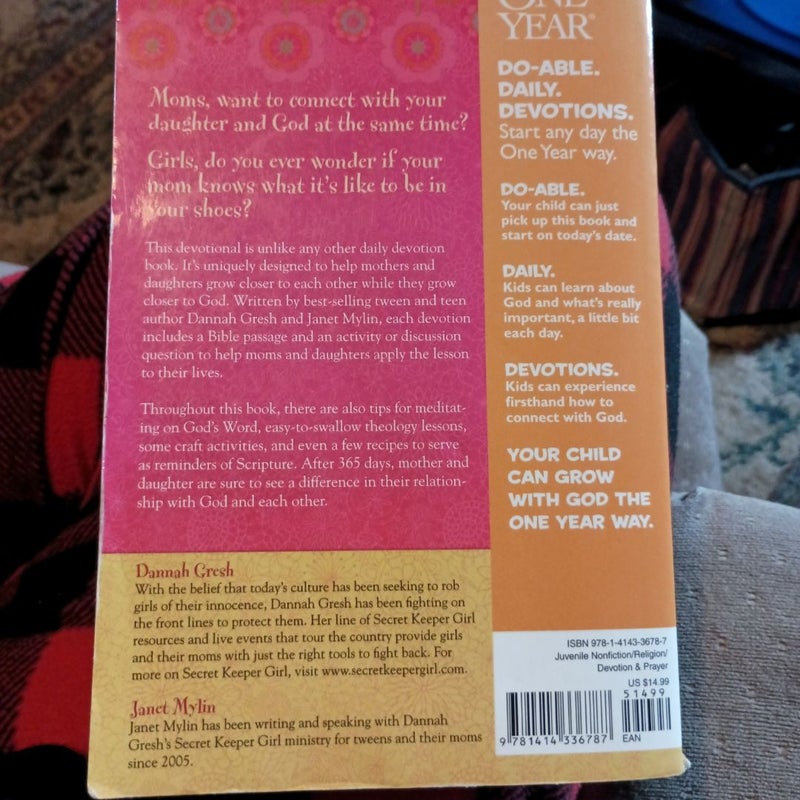 Moms, want to connect with your
daughter and God at the same time?
Girls, do you ever wonder if your
mom knows what it's like to be in
your shoes?
This devotional is unlike any other daily devotion
book. It's uniquely designed to help mothers and
daughters grow closer to each other while they grow
closer to God. Written by best-selling tween and teen
author Dannah Gresh and Janet Mylin, each devotion
includes a Bible passage and an activity or discussion
question to help moms and daughters apply the lesson
to their lives.
Throughout this book, there are also tips for meditat-
ing on God's Word, easy-to-swallow theology lessons,
some craft activities, and even a few recipes to serve
as reminders of Scripture. After 365 days, mother and
daughter are sure to see a difference in their relation-
ship with God and each other.
Dannah Gresh
With the belief that today's culture has been seeking to rob
girls of their innocence, Dannah Gresh has been fighting on
the front lines to protect them. Her line of Secret Keeper Girl
resources and live events that tour the country provide girls
and their moms with just the right tools to fight back. For
more on Secret Keeper Girl, visit www.secretkeepergirl.com.
Janet Mylin
Janet Mylin has been writing and speaking with Dannah
Gresh's Secret Keeper Girl ministry for tweens and their moms
since 2005.
ONE
YEAR®
DO-ABLE.
DAILY.
DEVOTIONS.
Start any day the
One Year way.
DO-ABLE.
Your child can just
pick up this book and
start on today's date.
DAILY.
Kids can learn about
God and what's really
important, a little bit
each day.
DEVOTIONS.
Kids can experience
firsthand how to
connect with God.
YOUR CHILD
CAN GROW
WITH GOD THE
ONE YEAR WAY.
ISBN 978-1-4143-3678-7
Juvenile Nonfiction/Religion/
Devotion & Prayer
US $14.99
51499
9 781414 336787 EAN